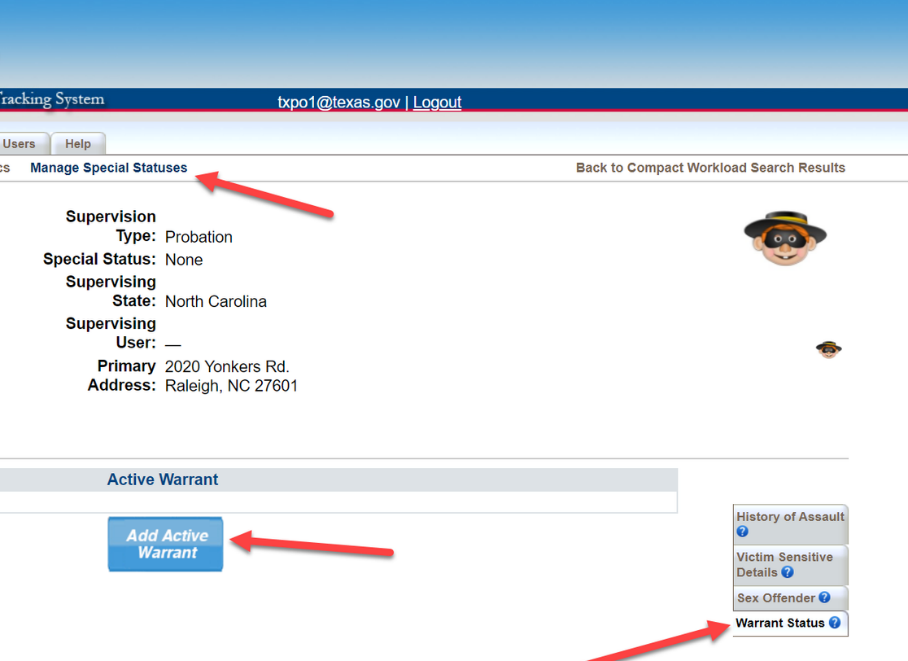 Tracking System
txpo1@texas.gov | Logout
Users
Help
cs
Manage Special Statuses
Back to Compact Workload Search Results
Supervision
Type: Probation
Special Status: None
Supervising
State: North Carolina
Supervising
User: —
Primary 2020 Yonkers Rd.
Address: Raleigh, NC 27601
Active Warrant
Add Active
Warrant
History of Assault
?
Victim Sensitive
Details ?
Sex Offender ?
Warrant Status ?